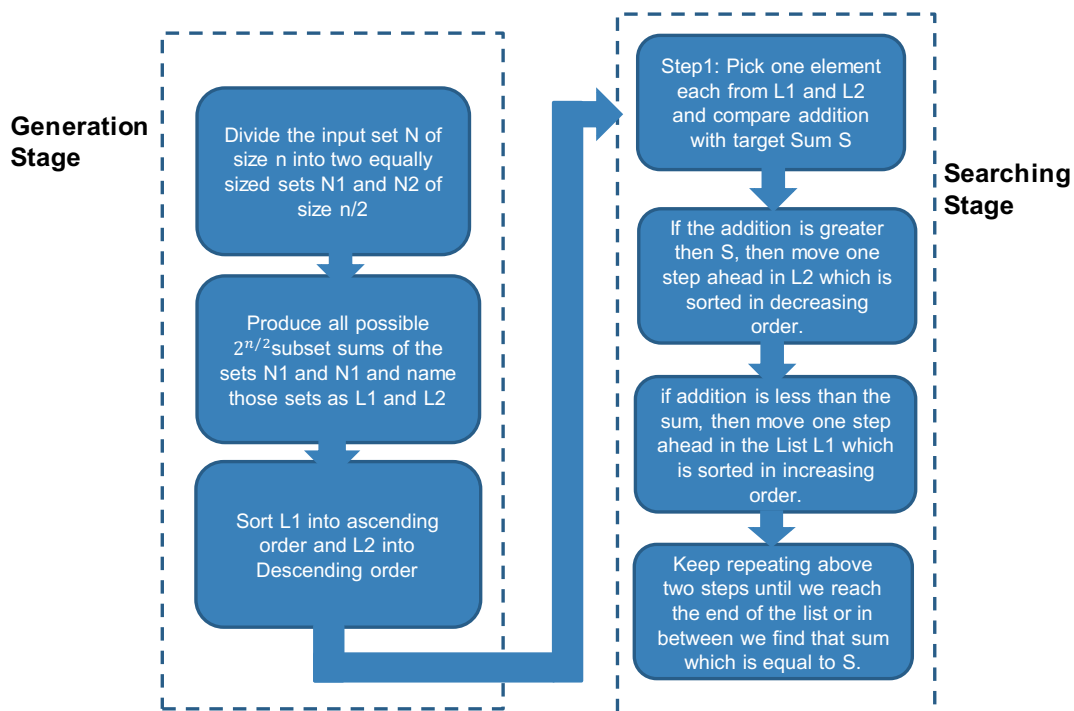 Generation
Stage
Divide the input set N of
size n into two equally
sized sets N1 and N2 of
size n/2
Produce all possible
2^{n/2} subset sums of the
sets N1 and N1 and name
those sets as L1 and L2
Sort L1 into ascending
order and L2 into
Descending order
Searching
Stage
Step1: Pick one element
each from L1 and L2
and compare addition
with target Sum S
If the addition is greater
then S, then move one
step ahead in L2 which is
sorted in decreasing
order.
if addition is less than the
sum, then move one step
ahead in the List L1 which
is sorted in increasing
order.
Keep repeating above
two steps until we reach
the end of the list or in
between we find that sum
which is equal to S.